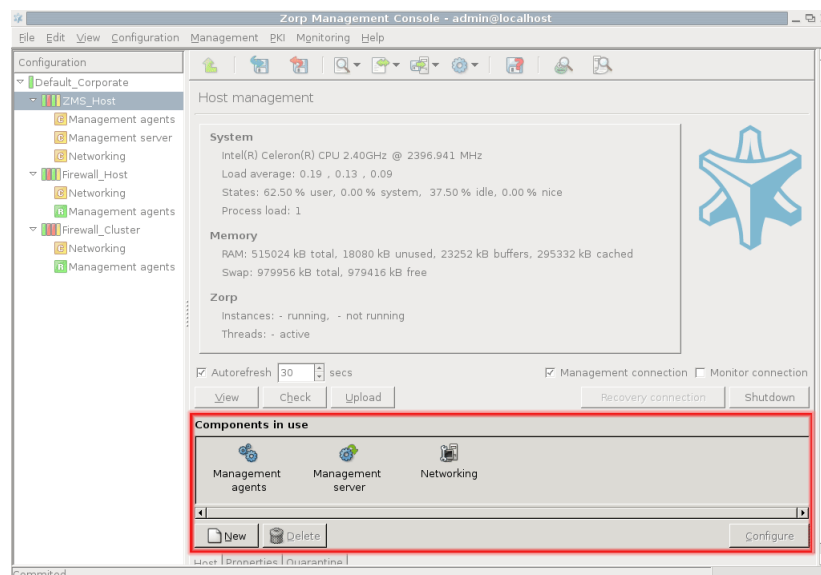 Zorp Management Console - admin@localhost
File Edit View Configuration Management PKI Monitoring Help
Configuration
Default_Corporate
ZMS_Host
Management agents
Management server
Networking
Firewall_Host
Networking
Management agents
Firewall_Cluster
Networking
Management agents
Host management
System
Intel(R) Celeron(R) CPU 2.40GHz @ 2396.941 MHz
Load average: 0.19 , 0.13 , 0.09
States: 62.50 % user, 0.00 % system, 37.50 % idle, 0.00 % nice
Process load: 1
Memory
RAM: 515024 kB total, 18080 kB unused, 23252 kB buffers, 295332 kB cached
Swap: 979956 kB total, 979416 kB free
Zorp
Instances: - running, - not running
Threads: - active
Autorefresh 30 secs Management connection Monitor connection
View Check Upload Recovery connection Shutdown
Components in use
Management agents
Management server
Networking
New Delete Configure
Host Properties Quarantine
Commited